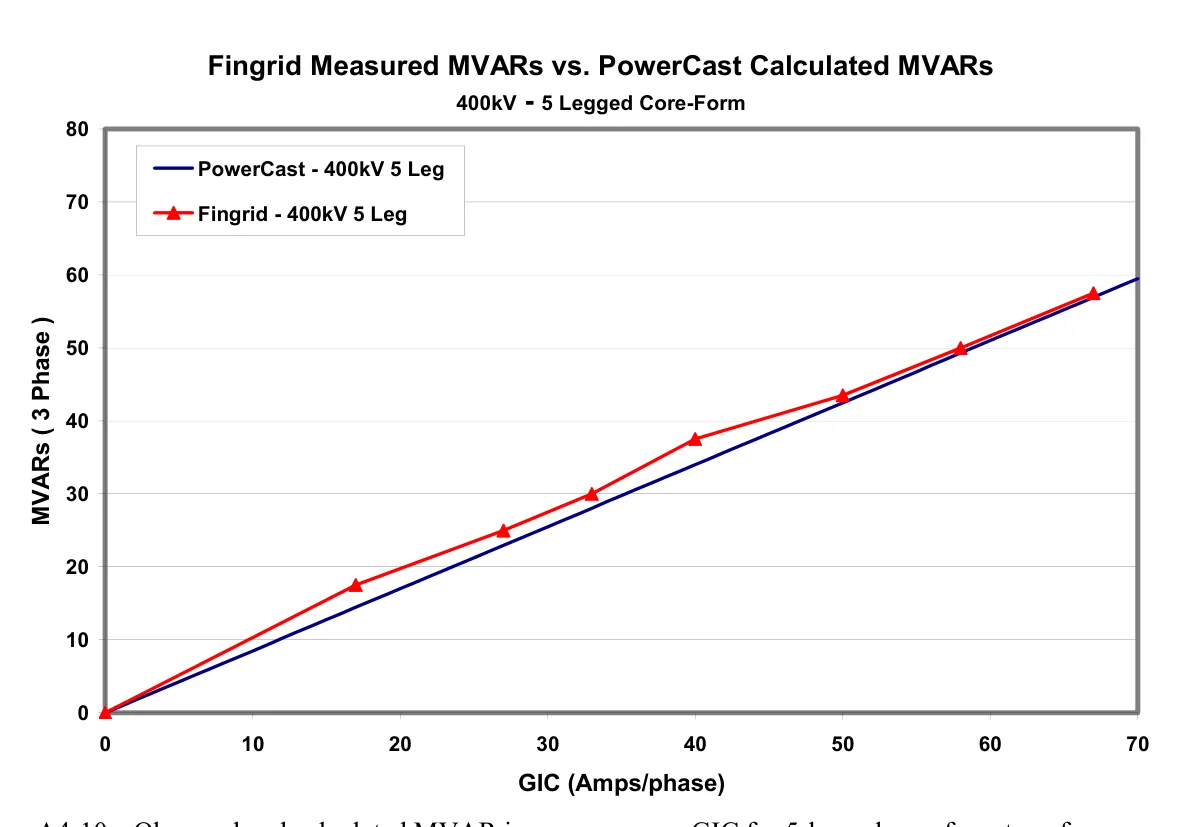 Fingrid Measured MVARs vs. PowerCast Calculated MVARs
400kV - 5 Legged Core-Form
80
70
60
50
40
30
20
10
0
PowerCast - 400kV 5 Leg
Fingrid - 400kV 5 Leg
MVARs ( 3 Phase )
0 10 20 30 40 50 60 70
GIC (Amps/phase)